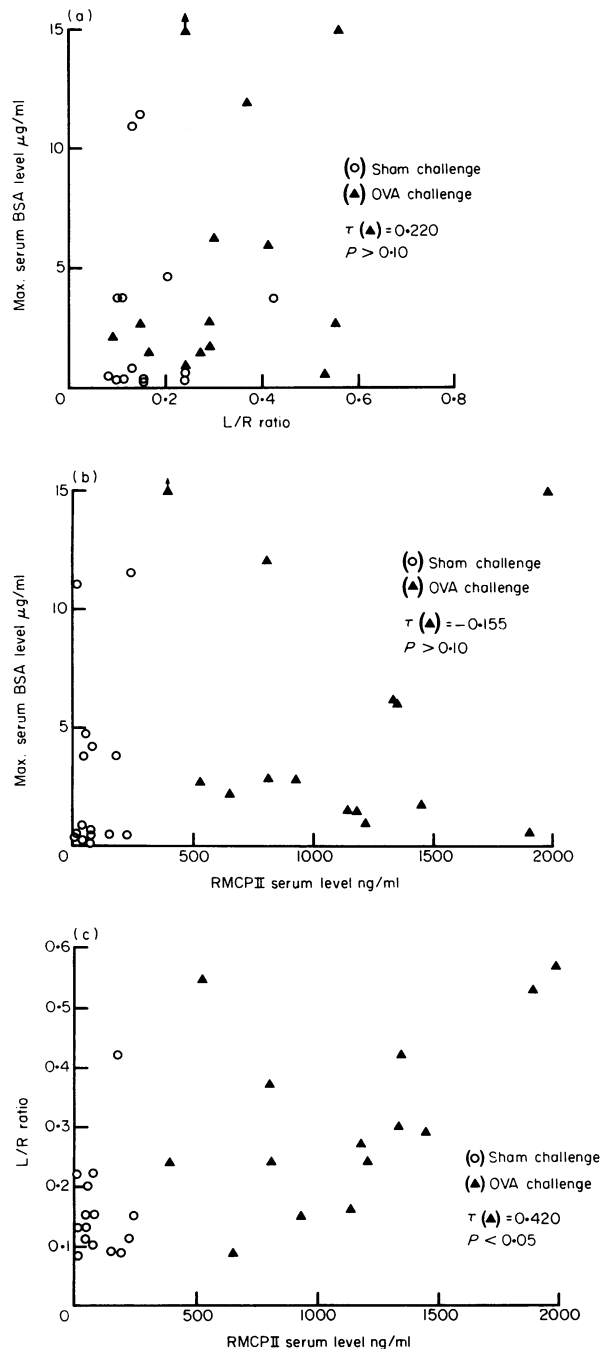 (a)
15
10
5
0
0·2
0·4
0·6
0·8
Max. serum BSA level μg/ml
L/R ratio
(○) Sham challenge
(▲) OVA challenge
τ (▲) = 0·220
P > 0·10
(b)
15
10
5
0
500
1000
1500
2000
Max. serum BSA level μg/ml
RMCPII serum level ng/ml
(○) Sham challenge
(▲) OVA challenge
τ (▲) = −0·155
P > 0·10
(c)
0·6
0·5
0·4
0·3
0·2
0·1
0
500
1000
1500
2000
L/R ratio
RMCPII serum level ng/ml
(○) Sham challenge
(▲) OVA challenge
τ (▲) = 0·420
P < 0·05